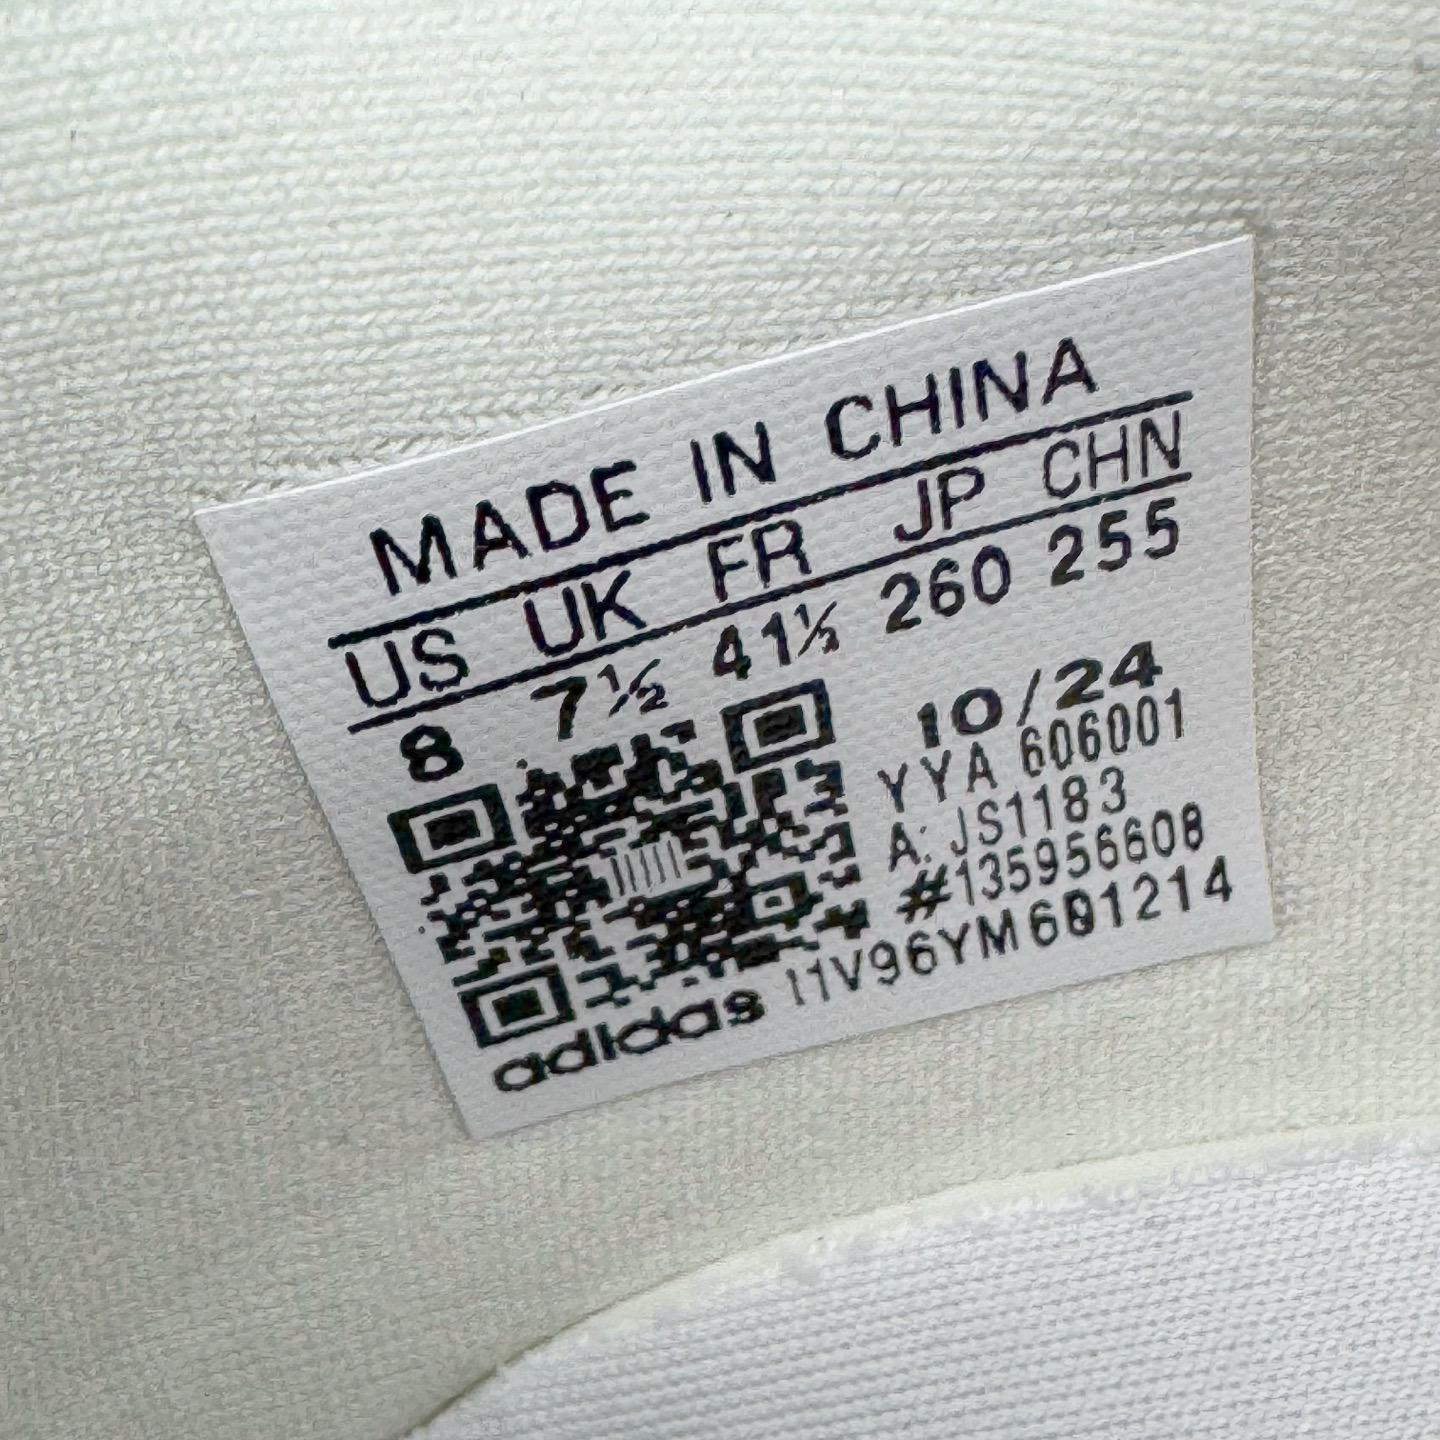 MADE IN CHINA
US UK FR JP CHN
8 7½ 41⅓ 260 255
10/24
YYA 606001
A: JS1183
#135956608
adidas I1V96YM601214